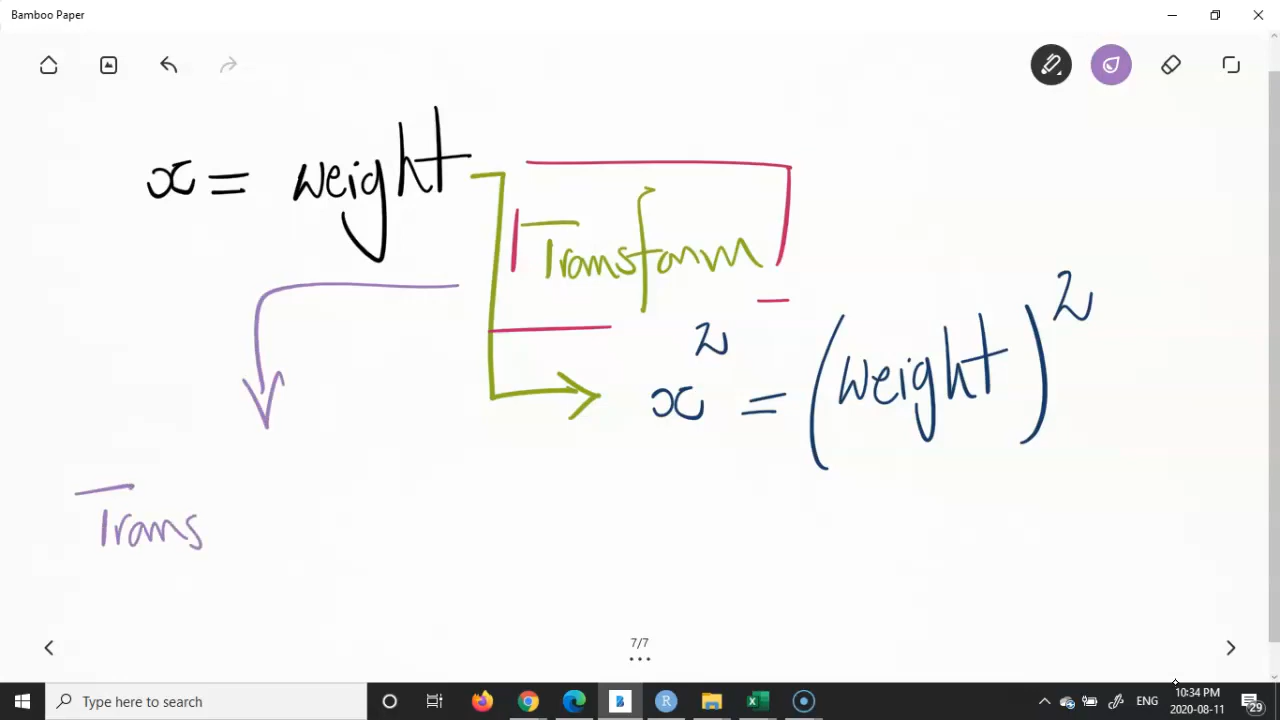 Bamboo Paper
x = weight
Transform
x² = (weight)²
Trans
7/7
Type here to search
ENG
10:34 PM
2020-08-11
29